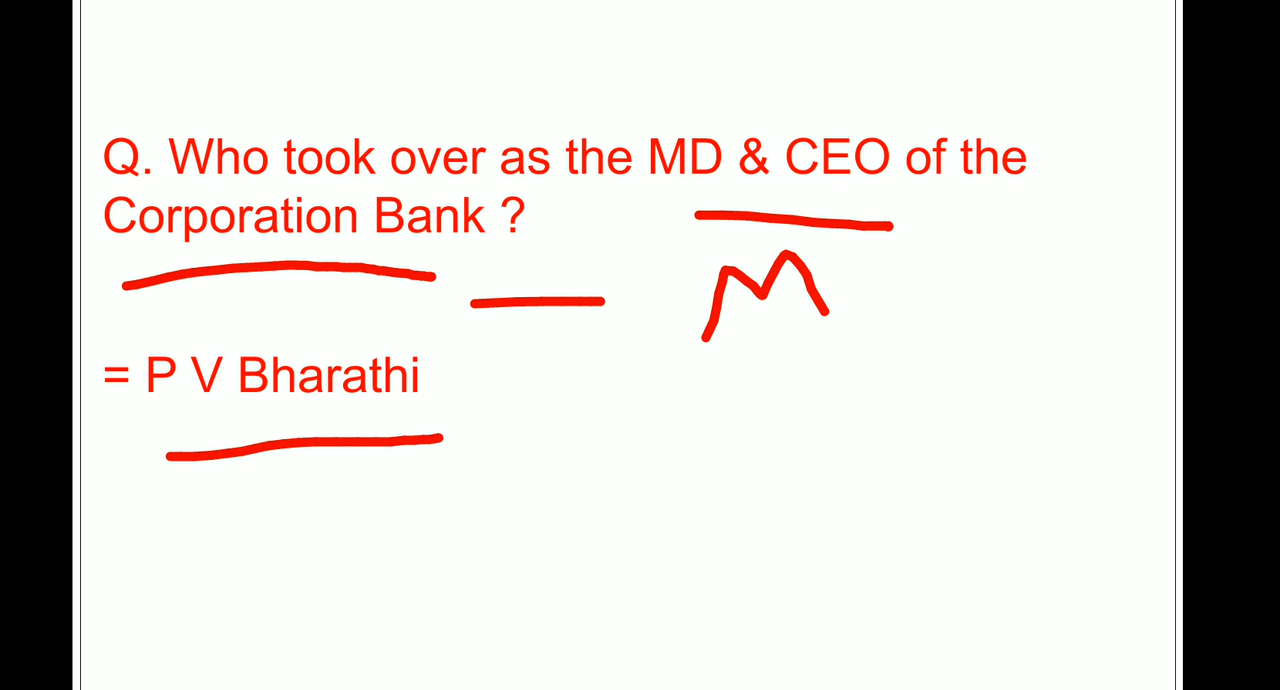 Q. Who took over as the MD & CEO of the
Corporation Bank ?
M
= P V Bharathi